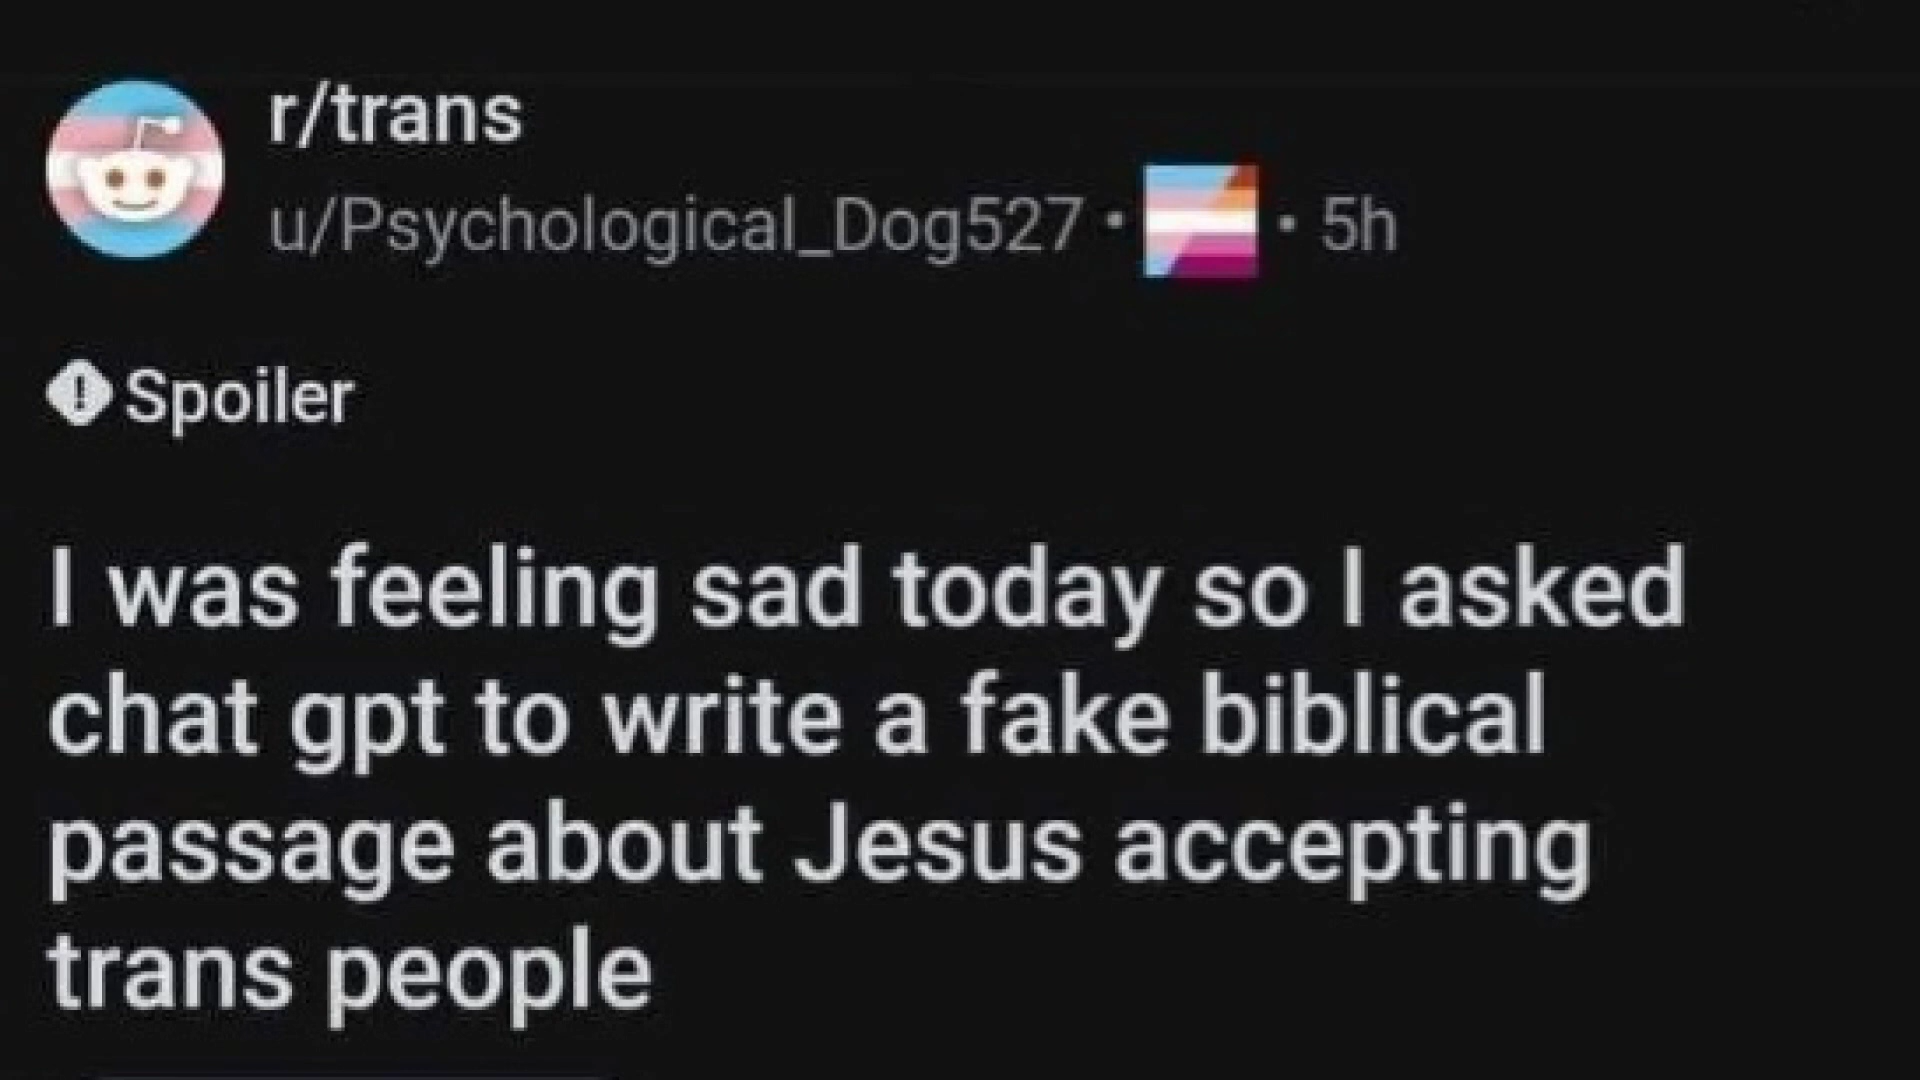 r/trans
u/Psychological_Dog527 • • 5h
Spoiler
I was feeling sad today so I asked
chat gpt to write a fake biblical
passage about Jesus accepting
trans people